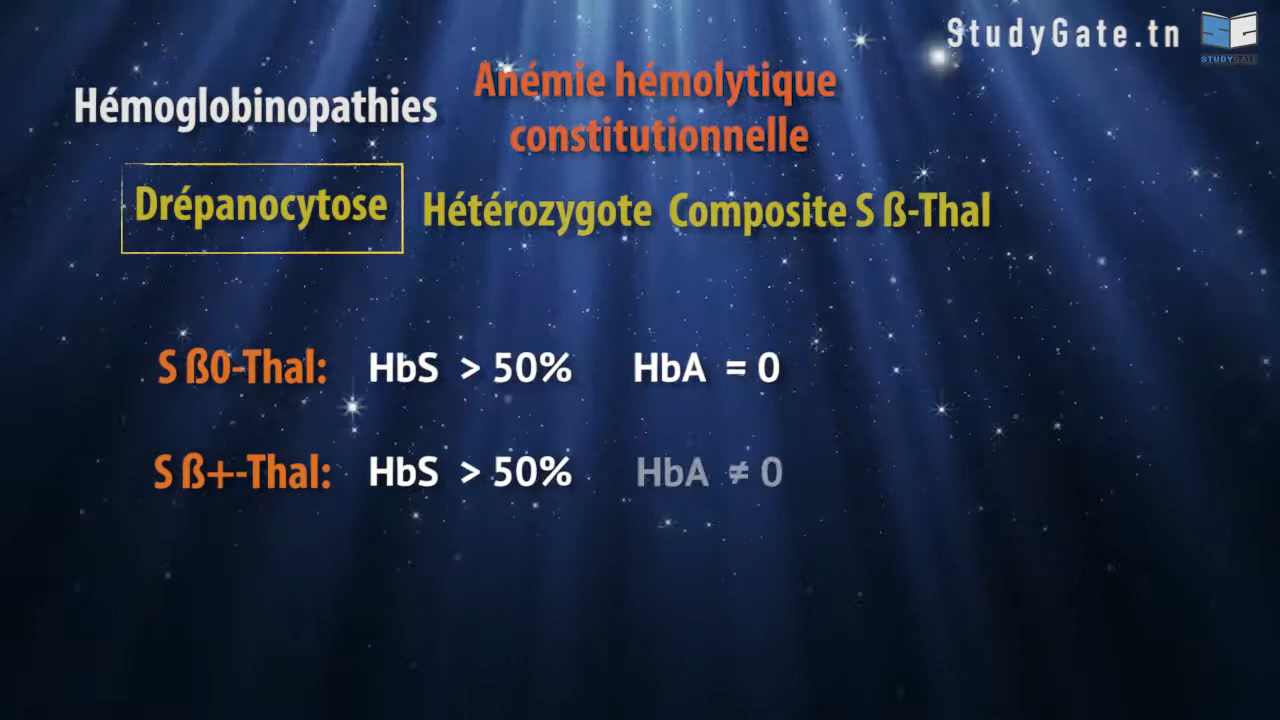 StudyGate.tn
STUDYGATE
Hémoglobinopathies
Anémie hémolytique
constitutionnelle
Drépanocytose
Hétérozygote Composite S ß-Thal
S ß0-Thal: HbS > 50% HbA = 0
S ß+-Thal: HbS > 50% HbA ≠ 0